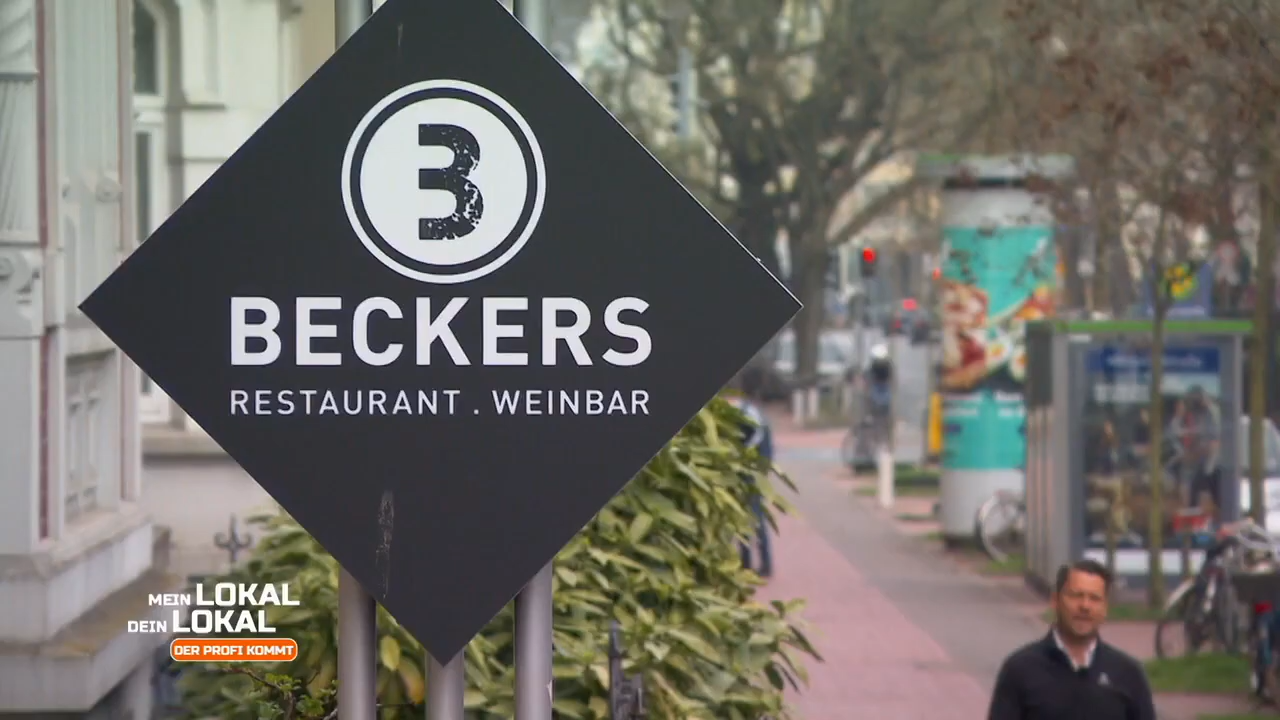 B
BECKERS
RESTAURANT . WEINBAR
MEIN LOKAL
DEIN LOKAL
DER PROFI KOMMT